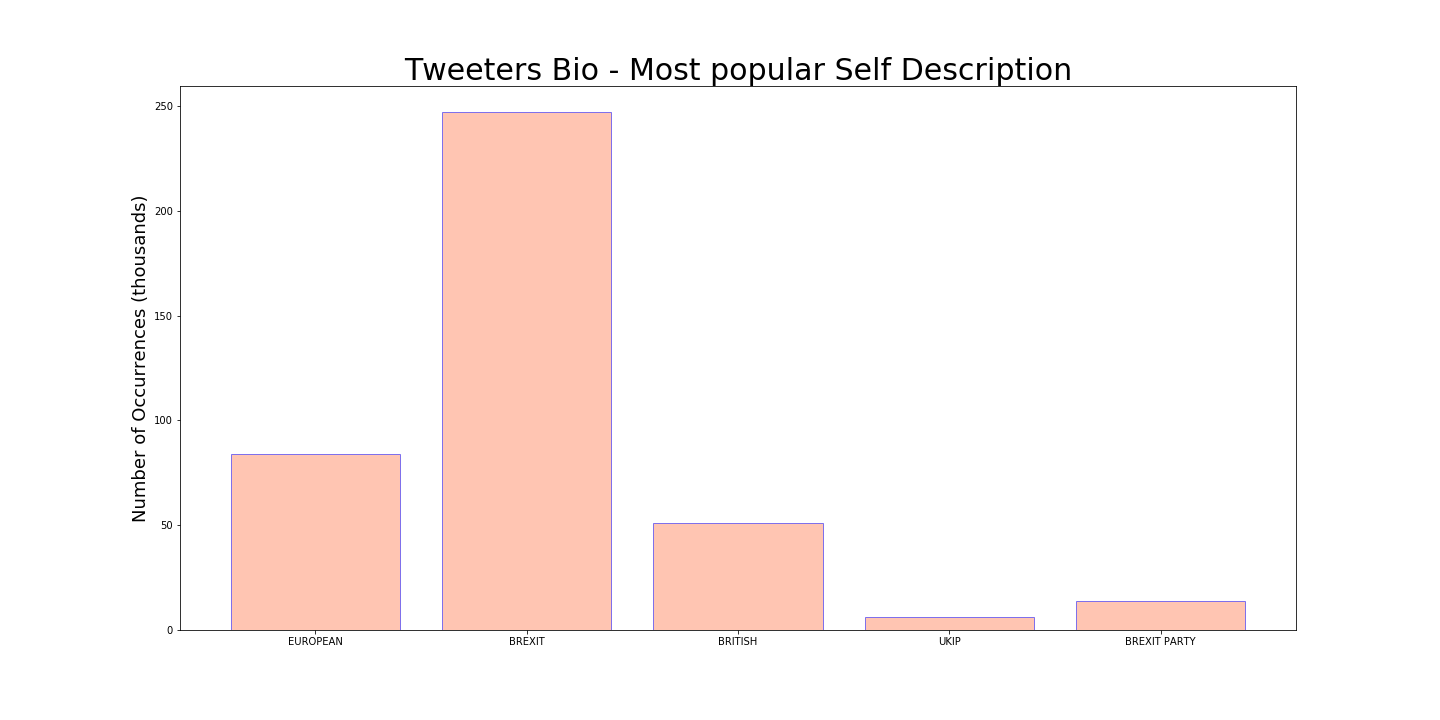 Tweeters Bio - Most popular Self Description
Number of Occurrences (thousands)
250
200
150
100
50
0
EUROPEAN
BREXIT
BRITISH
UKIP
BREXIT PARTY